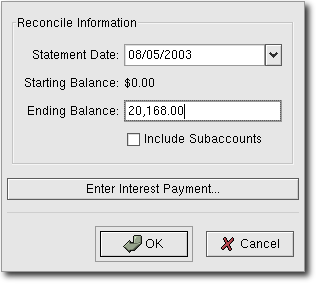 Reconcile Information
Statement Date: 08/05/2003
Starting Balance: $0.00
Ending Balance: 20,168.00
Include Subaccounts
Enter Interest Payment...
OK Cancel